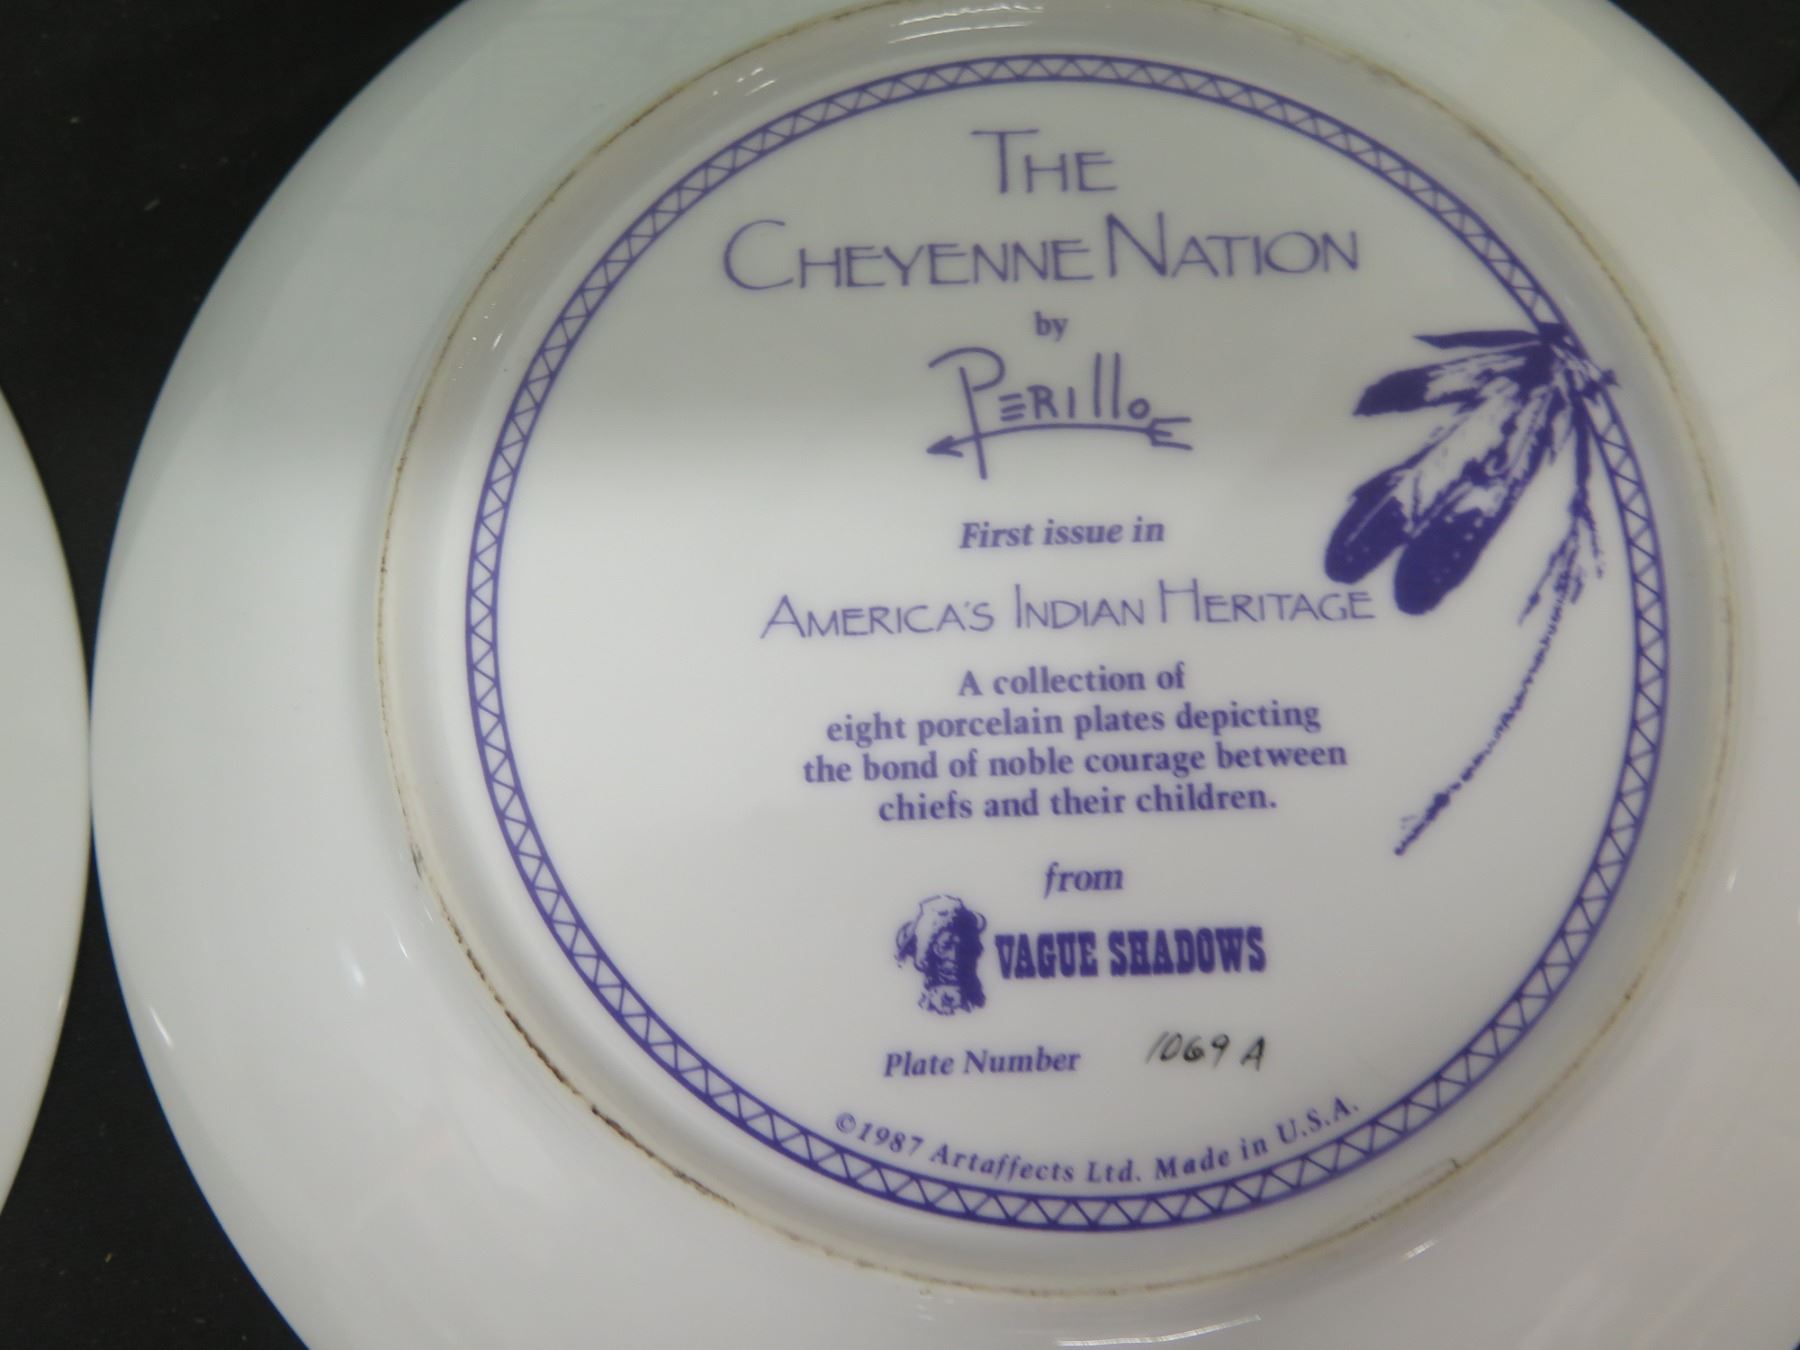 THE
CHEYENNE NATION
by
PERIllo
First issue in
AMERICA'S INDIAN HERITAGE
A collection of
eight porcelain plates depicting
the bond of noble courage between
chiefs and their children.
from
VAGUE SHADOWS
Plate Number 1069 A
©1987 Artaffects Ltd. Made in U.S.A.